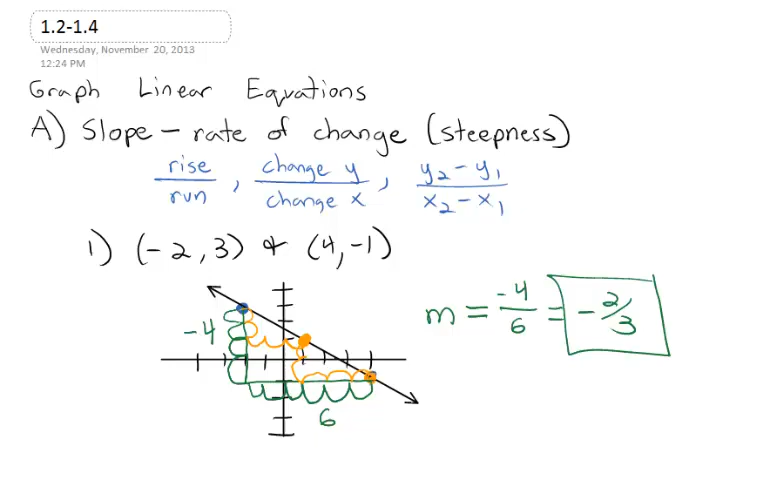 1.2-1.4
Wednesday, November 20, 2013
12:24 PM
Graph Linear Equations
A) Slope - rate of change (steepness)
rise/run, change y/change x, y₂-y₁/x₂-x₁
1) (-2,3) & (4,-1)
m = -4/6 = -2/3
-4
6